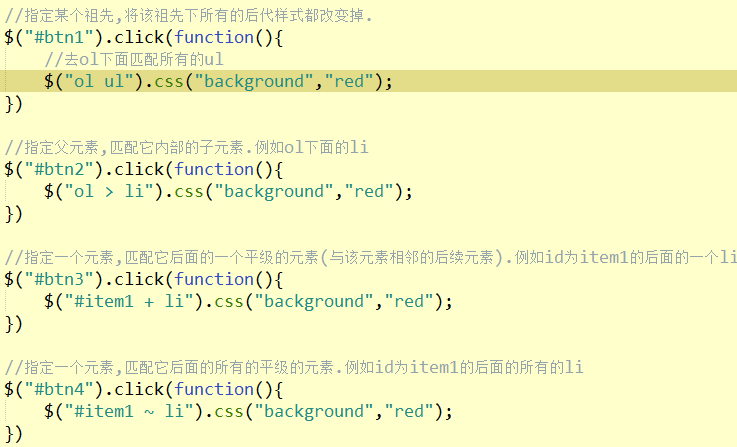 //指定某个祖先,将该祖先下所有的后代样式都改变掉.
$("#btn1").click(function(){
    //去ol下面匹配所有的ul
    $("ol ul").css("background","red");
})

//指定父元素,匹配它内部的子元素.例如ol下面的li
$("#btn2").click(function(){
    $("ol > li").css("background","red");
})

//指定一个元素,匹配它后面的一个平级的元素(与该元素相邻的后续元素).例如id为item1的后面的一个li
$("#btn3").click(function(){
    $("#item1 + li").css("background","red");
})

//指定一个元素,匹配它后面的所有的平级的元素.例如id为item1的后面的所有的li
$("#btn4").click(function(){
    $("#item1 ~ li").css("background","red");
})